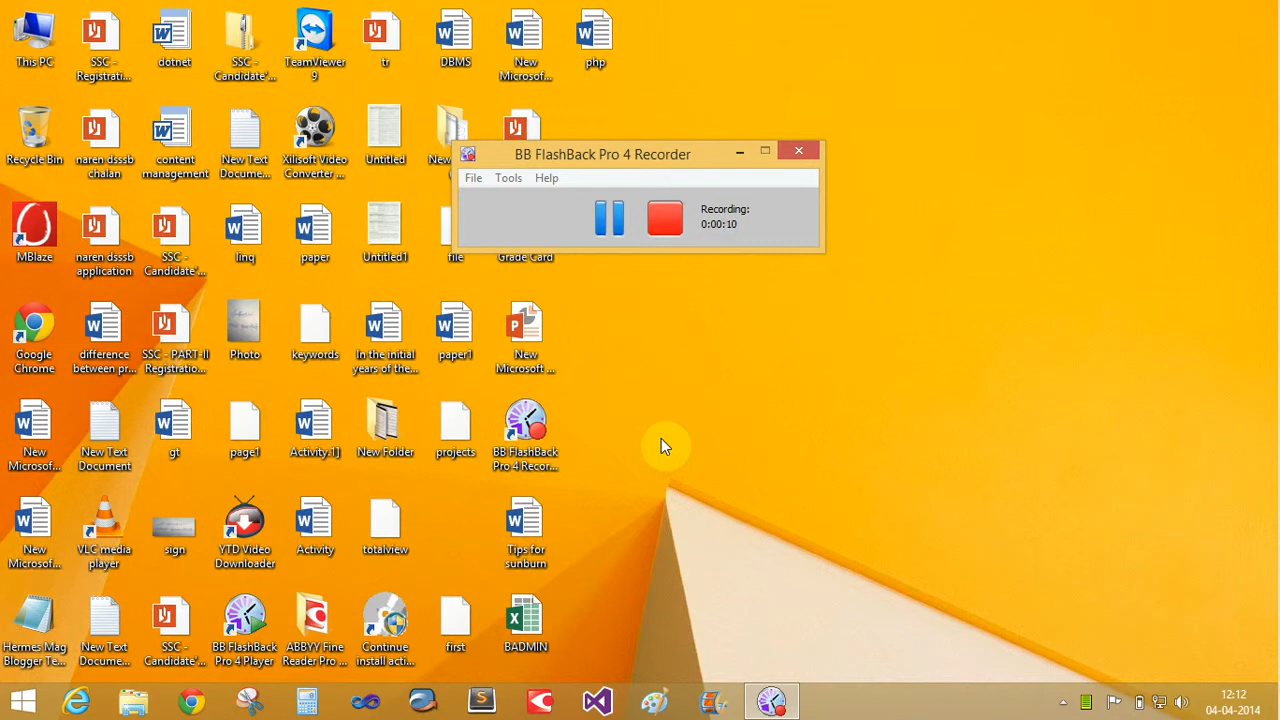 This PC
SSC -
Registrati...
dotnet
SSC -
Candidate'...
TeamViewer
9
tr
DBMS
New
Microsof...
php
Recycle Bin
naren dsssb
chalan
content
management
New Text
Docume...
Xilisoft Video
Converter ...
Untitled
BB FlashBack Pro 4 Recorder
File Tools Help
Recording:
0:00:10
MBlaze
naren dsssb
application
SSC -
Candidate'...
linq
paper
Untitled1
file
Grade Card
Google
Chrome
difference
between pr...
SSC - PART-II
Registratio...
Photo
keywords
In the initial
years of the...
paper1
New
Microsoft ...
New
Microsof...
New Text
Document
gt
page1
Activity.1]
New Folder
projects
BB FlashBack
Pro 4 Recor...
New
Microsof...
VLC media
player
sign
YTD Video
Downloader
Activity
totalview
Tips for
sunburn
Hermes Mag
Blogger Te...
New Text
Docume...
SSC -
Candidate'...
BB FlashBack
Pro 4 Player
ABBYY Fine
Reader Pro ...
Continue
install acti...
first
BADMIN
12:12
04-04-2014